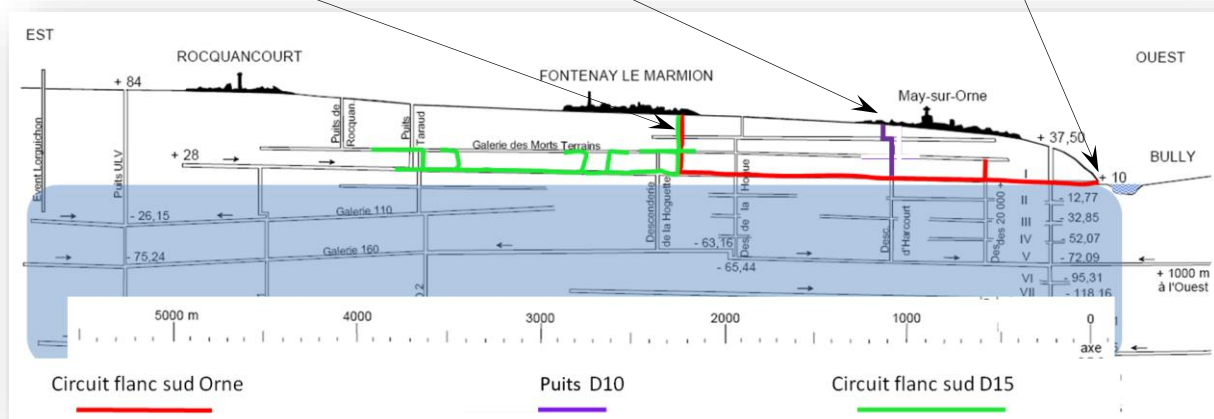 EST
OUEST
ROCQUANCOURT
FONTENAY LE MARMION
May-sur-Orne
BULLY
+ 84
+ 37,50
+ 28
+ 10
Event Lorguichon
Puits ULV
Puits de
Rocquan.
Puits
Taraud
Galerie des Morts Terrains
Descenderie
de la Hoguette
Des. de la Hogue
Desc.
d'Harcourt
Des.
des 20 000 +
I
II
- 12,77
III
- 32,85
IV
- 52,07
V
- 72,09
VI
- 95,31
VII
- 118,16
- 26,15
Galerie 110
- 75,24
Galerie 160
- 63,16
- 65,44
+ 1000 m
à l'Ouest
5000 m
4000
3000
2000
1000
0
axe
Circuit flanc sud Orne
Puits D10
Circuit flanc sud D15